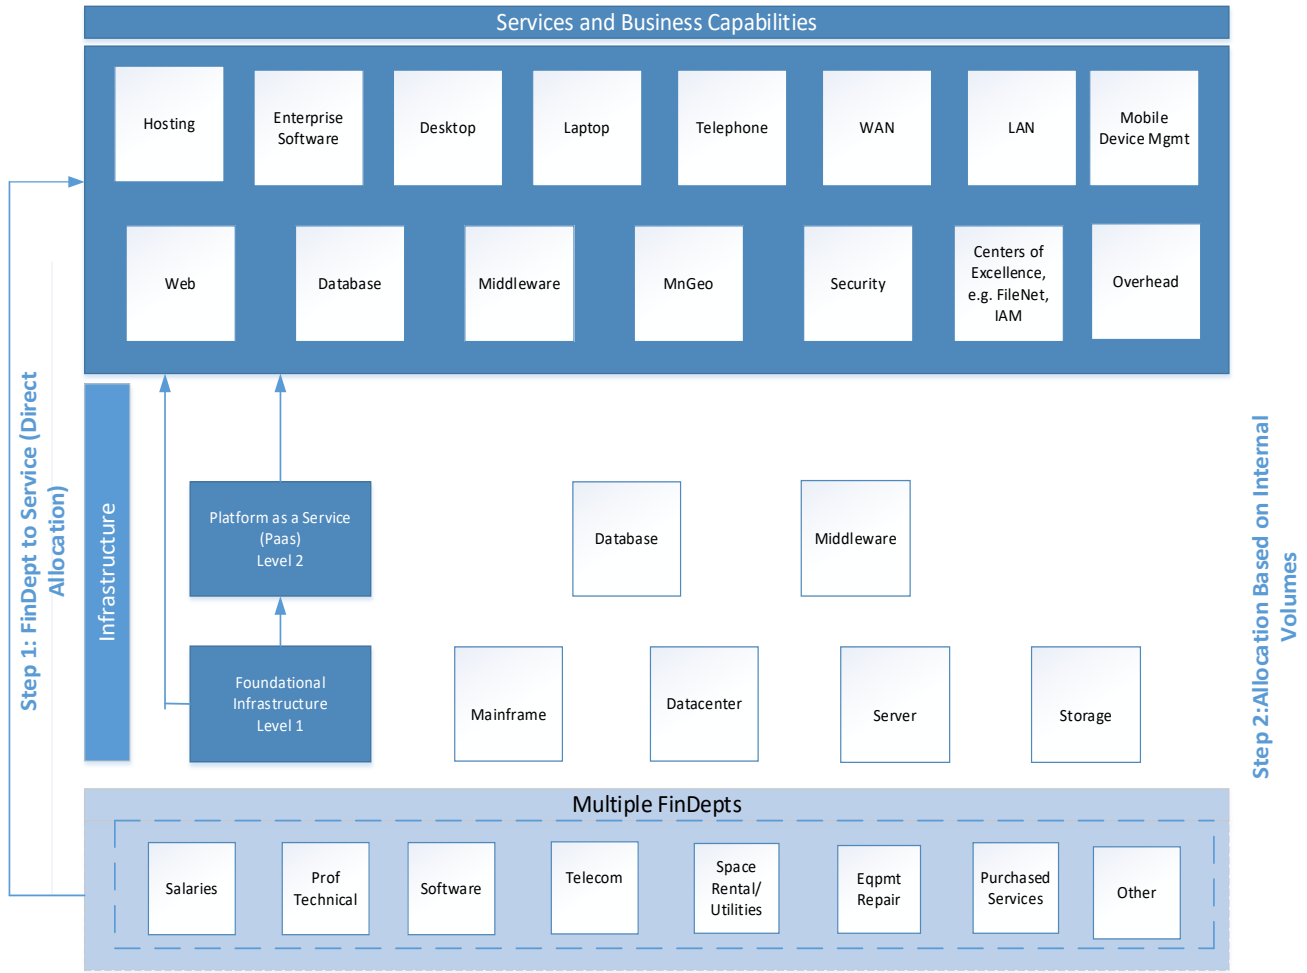 Services and Business Capabilities
Hosting
Enterprise
Software
Desktop
Laptop
Telephone
WAN
LAN
Mobile
Device Mgmt
Web
Database
Middleware
MnGeo
Security
Centers of
Excellence,
e.g. FileNet,
IAM
Overhead
Step 1: FinDept to Service (Direct
Allocation)
Infrastructure
Platform as a Service
(Paas)
Level 2
Database
Middleware
Foundational
Infrastructure
Level 1
Mainframe
Datacenter
Server
Storage
Step 2:Allocation Based on Internal
Volumes
Multiple FinDepts
Salaries
Prof
Technical
Software
Telecom
Space
Rental/
Utilities
Eqpmt
Repair
Purchased
Services
Other